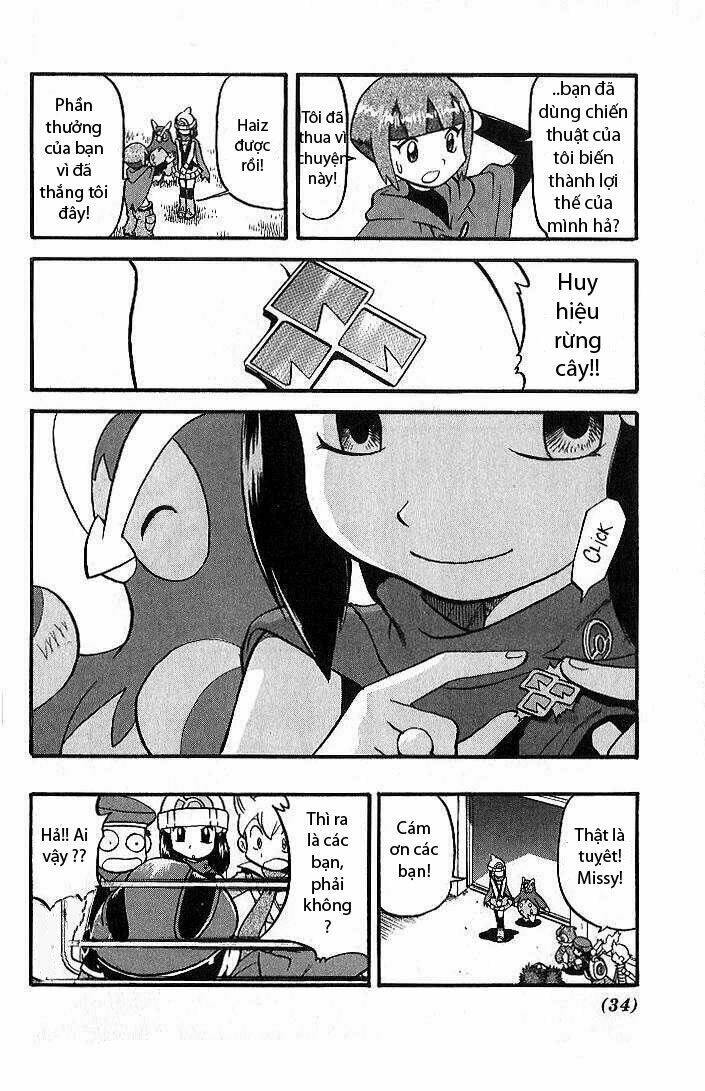 ..bạn đã
dùng chiến
thuật của
tôi biến
thành lợi
thế của
mình hả?
Tôi đã
thua vì
chuyện
này!
Haiz
được
rồi!
Phần
thưởng
của bạn
vì đã
thắng tôi
đây!
Huy
hiệu
rừng
cây!!
CLICK
Thật là
tuyệt!
Missy!
Cám
ơn các
bạn!
Thì ra
là các
bạn,
phải
không
?
Hả!! Ai
vậy ??
(34)